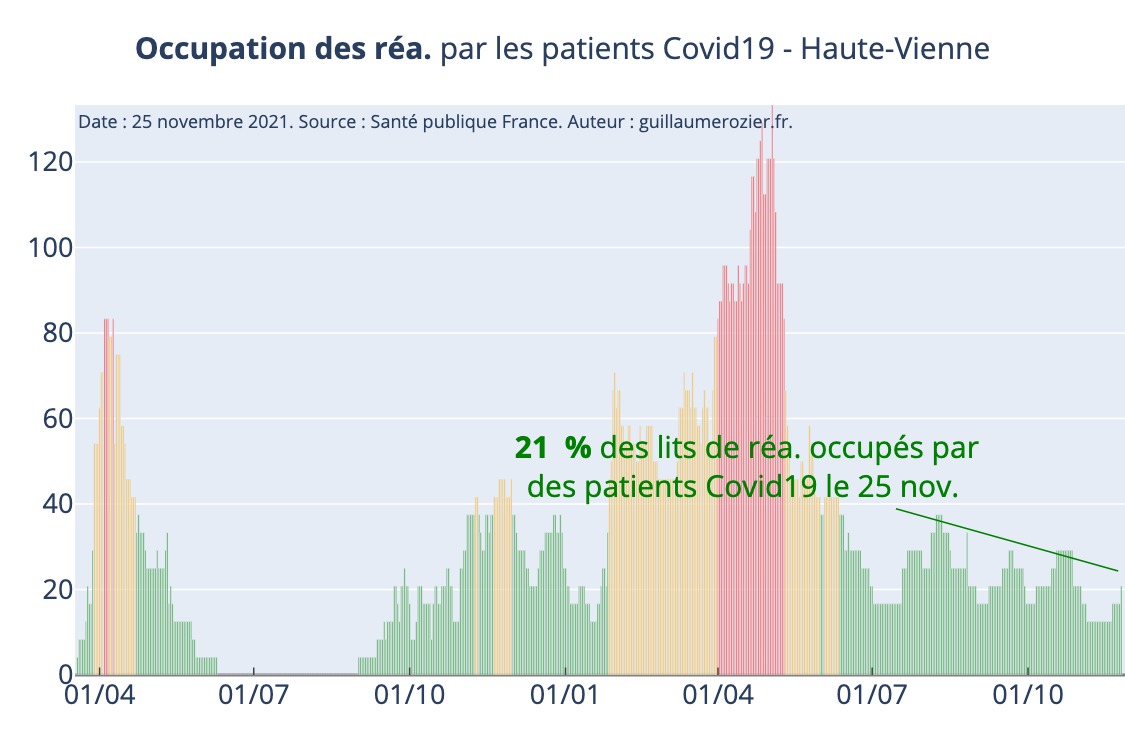 Occupation des réa. par les patients Covid19 - Haute-Vienne
Date : 25 novembre 2021. Source : Santé publique France. Auteur : guillaumerozier.fr.
120
100
80
60
21 % des lits de réa. occupés par
des patients Covid19 le 25 nov.
40
20
0
01/04 01/07 01/10 01/01 01/04 01/07 01/10